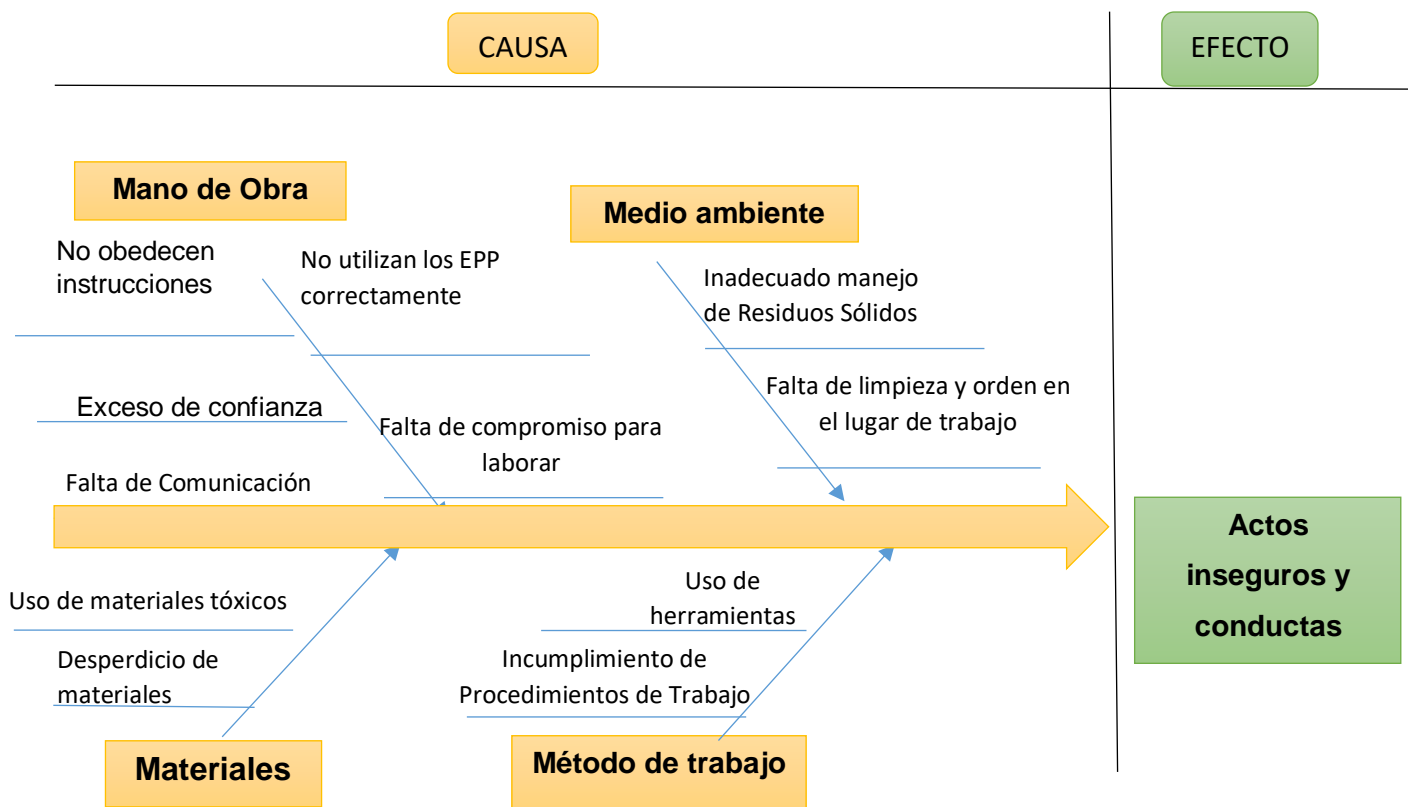 CAUSA
EFECTO
Mano de Obra
Medio ambiente
No obedecen
instrucciones
No utilizan los EPP
correctamente
Inadecuado manejo
de Residuos Sólidos
Exceso de confianza
Falta de compromiso para
laborar
Falta de limpieza y orden en
el lugar de trabajo
Falta de Comunicación
Actos
inseguros y
conductas
Uso de materiales tóxicos
Uso de
herramientas
Desperdicio de
materiales
Incumplimiento de
Procedimientos de Trabajo
Materiales
Método de trabajo